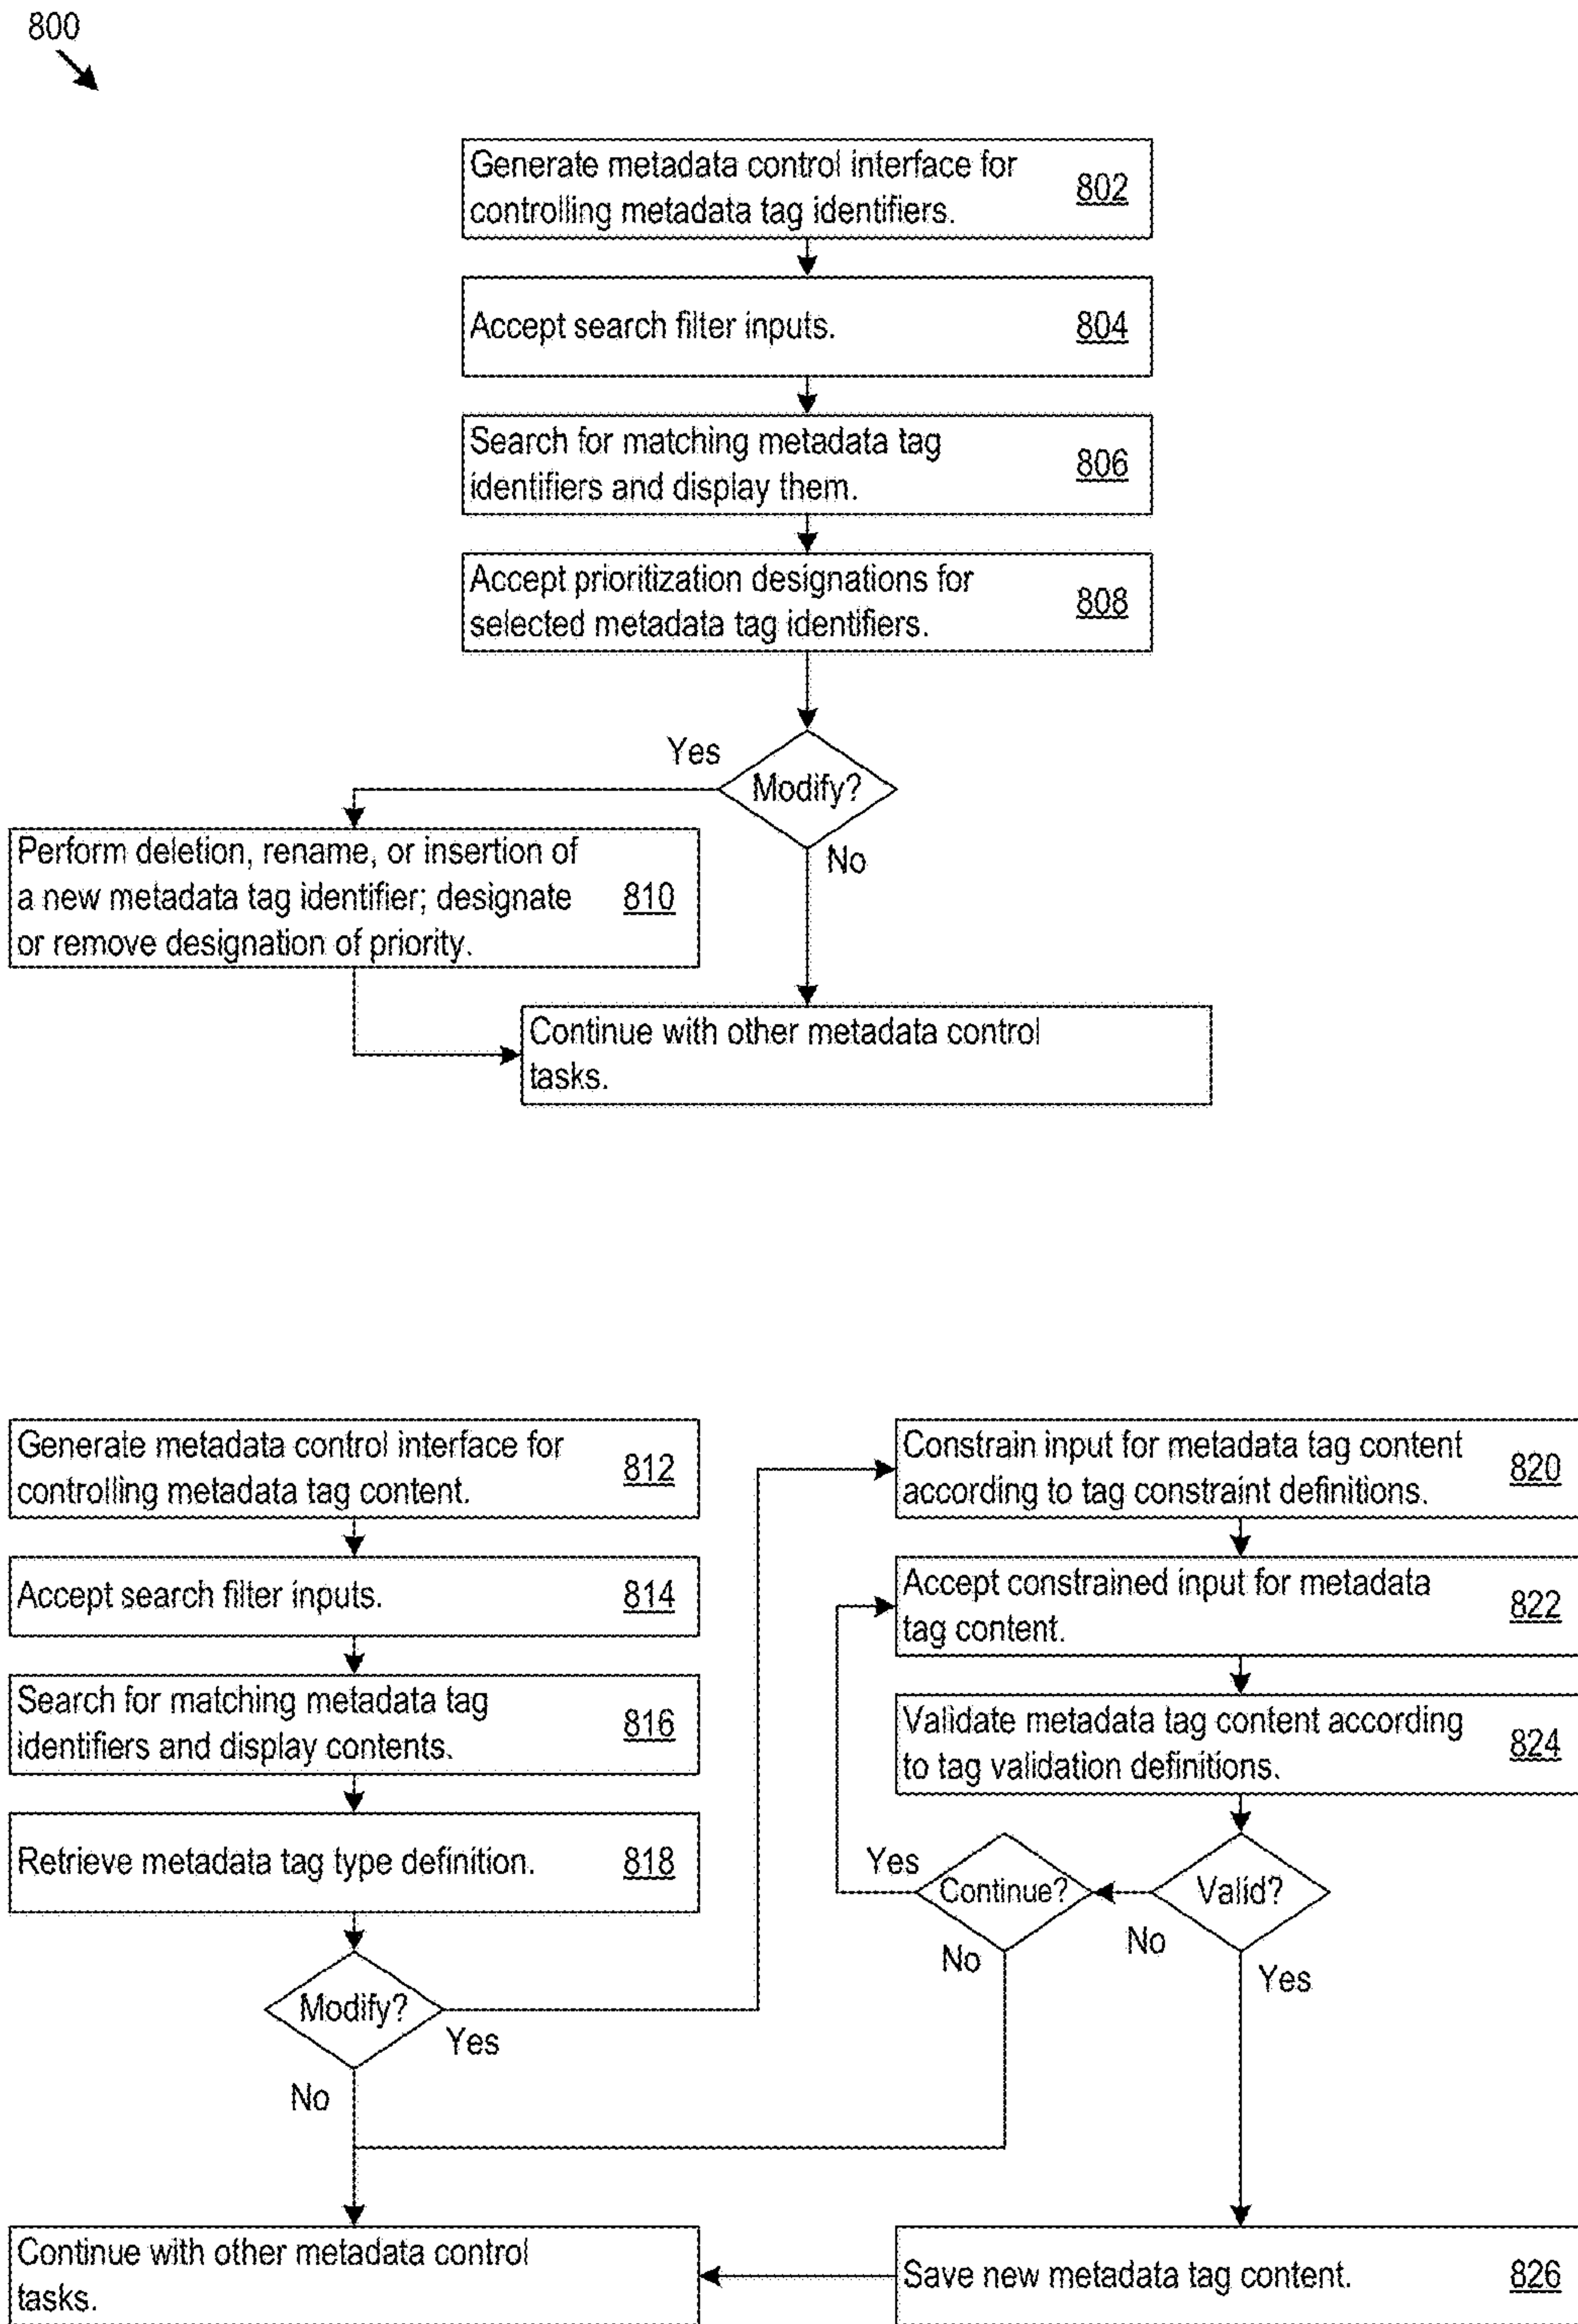 800
Generate metadata control interface for
controlling metadata tag identifiers.
802
Accept search filter inputs.
804
Search for matching metadata tag
identifiers and display them.
806
Accept prioritization designations for
selected metadata tag identifiers.
808
Yes
Modify?
No
Perform deletion, rename, or insertion of
a new metadata tag identifier; designate
or remove designation of priority.
810
Continue with other metadata control
tasks.
Generate metadata control interface for
controlling metadata tag content.
812
Accept search filter inputs.
814
Search for matching metadata tag
identifiers and display contents.
816
Retrieve metadata tag type definition.
818
Modify?
Yes
No
Constrain input for metadata tag content
according to tag constraint definitions.
820
Accept constrained input for metadata
tag content.
822
Validate metadata tag content according
to tag validation definitions.
824
Yes
Continue?
No
Valid?
No
Yes
Continue with other metadata control
tasks.
Save new metadata tag content.
826